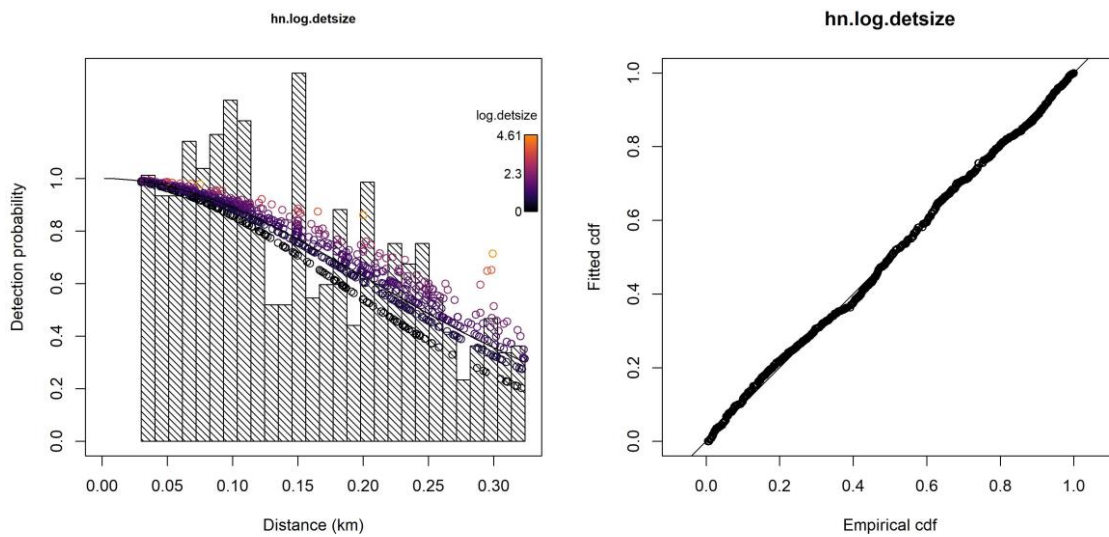 hn.log.detsize
log.detsize
4.61
2.3
0
1.0
0.8
0.6
0.4
0.2
0.0
Detection probability
0.00 0.05 0.10 0.15 0.20 0.25 0.30
Distance (km)
hn.log.detsize
1.0
0.8
0.6
0.4
0.2
0.0
Fitted cdf
0.0 0.2 0.4 0.6 0.8 1.0
Empirical cdf